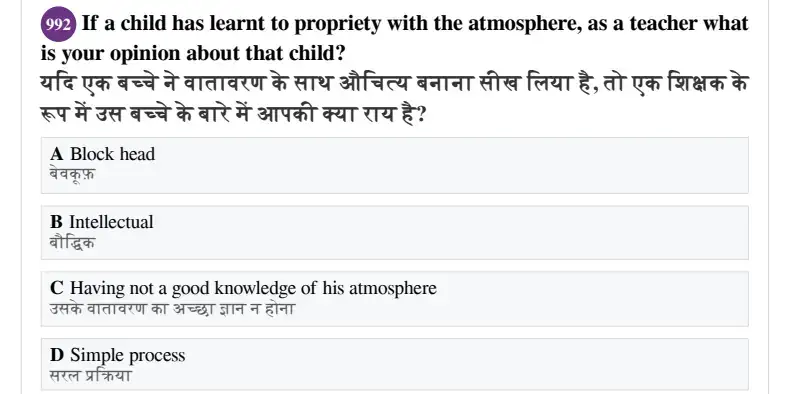 992 If a child has learnt to propriety with the atmosphere, as a teacher what
is your opinion about that child?
यदि एक बच्चे ने वातावरण के साथ औचित्य बनाना सीख लिया है, तो एक शिक्षक के
रूप में उस बच्चे के बारे में आपकी क्या राय है?
A Block head
बेवकूफ़
B Intellectual
बौद्धिक
C Having not a good knowledge of his atmosphere
उसके वातावरण का अच्छा ज्ञान न होना
D Simple process
सरल प्रक्रिया